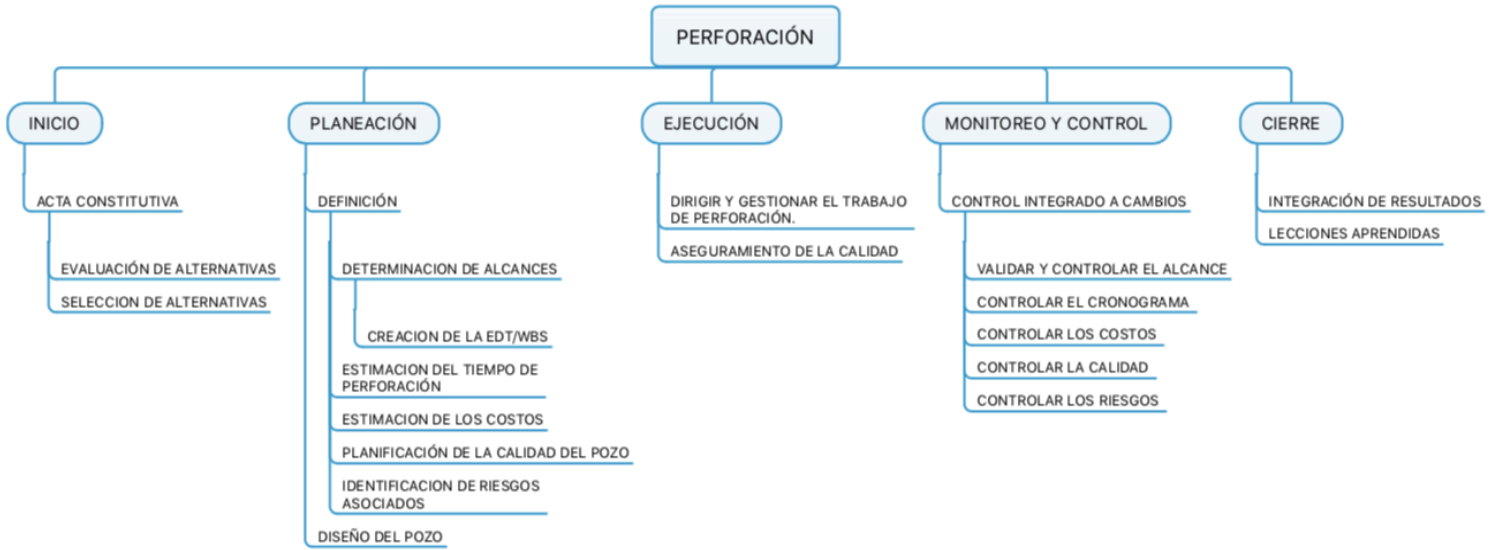 PERFORACIÓN
INICIO
ACTA CONSTITUTIVA
EVALUACIÓN DE ALTERNATIVAS
SELECCION DE ALTERNATIVAS
PLANEACIÓN
DEFINICIÓN
DETERMINACION DE ALCANCES
CREACION DE LA EDT/WBS
ESTIMACION DEL TIEMPO DE
PERFORACIÓN
ESTIMACION DE LOS COSTOS
PLANIFICACIÓN DE LA CALIDAD DEL POZO
IDENTIFICACION DE RIESGOS
ASOCIADOS
DISEÑO DEL POZO
EJECUCIÓN
DIRIGIR Y GESTIONAR EL TRABAJO
DE PERFORACIÓN.
ASEGURAMIENTO DE LA CALIDAD
MONITOREO Y CONTROL
CONTROL INTEGRADO A CAMBIOS
VALIDAR Y CONTROLAR EL ALCANCE
CONTROLAR EL CRONOGRAMA
CONTROLAR LOS COSTOS
CONTROLAR LA CALIDAD
CONTROLAR LOS RIESGOS
CIERRE
INTEGRACIÓN DE RESULTADOS
LECCIONES APRENDIDAS